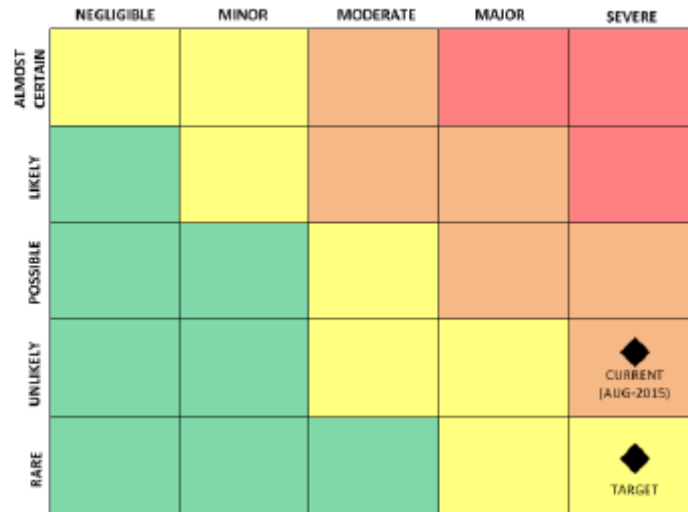 NEGLIGIBLE MINOR MODERATE MAJOR SEVERE
ALMOST
CERTAIN
LIKELY
POSSIBLE
UNLIKELY
CURRENT
(AUG-2015)
RARE
TARGET